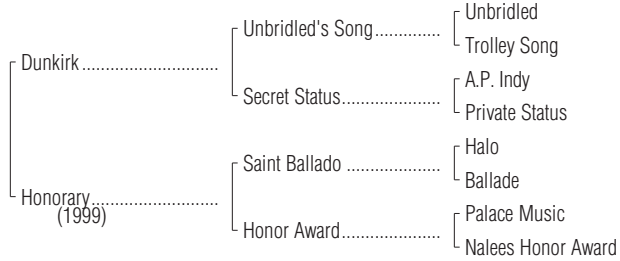 Unbridled
Unbridled's Song..............
Trolley Song
Dunkirk.............................
A.P. Indy
Secret Status.....................
Private Status
Halo
Saint Ballado ....................
Ballade
Honorary...........................
(1999)
Palace Music
Honor Award.....................
Nalees Honor Award